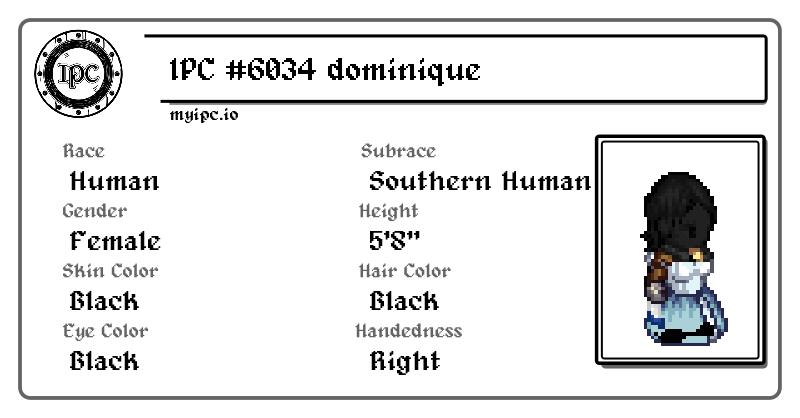 IPC
IPC #6034 dominique
myipc.io
Race
Subrace
Human
Southern Human
Gender
Height
Female
5'8"
Skin Color
Hair Color
Black
Black
Eye Color
Handedness
Black
Right